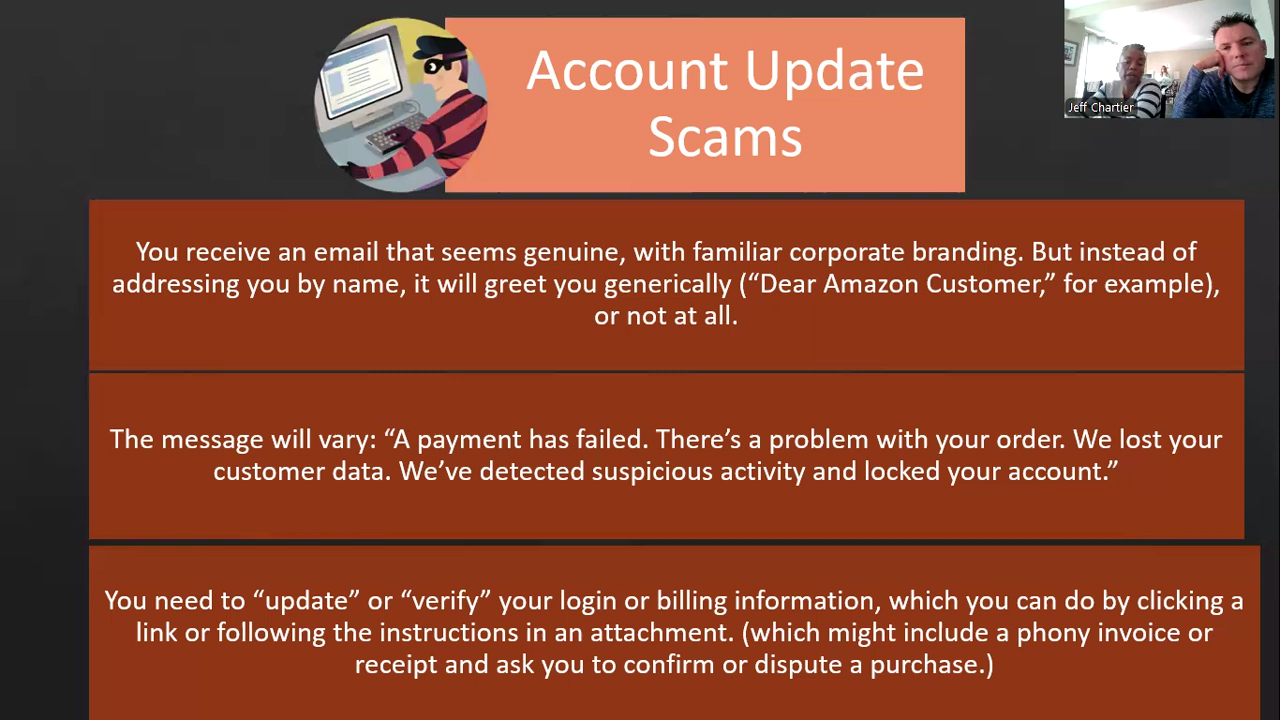 Account Update
Scams
Jeff Chartier
You receive an email that seems genuine, with familiar corporate branding. But instead of
addressing you by name, it will greet you generically (“Dear Amazon Customer,” for example),
or not at all.
The message will vary: “A payment has failed. There’s a problem with your order. We lost your
customer data. We’ve detected suspicious activity and locked your account.”
You need to “update” or “verify” your login or billing information, which you can do by clicking a
link or following the instructions in an attachment. (which might include a phony invoice or
receipt and ask you to confirm or dispute a purchase.)